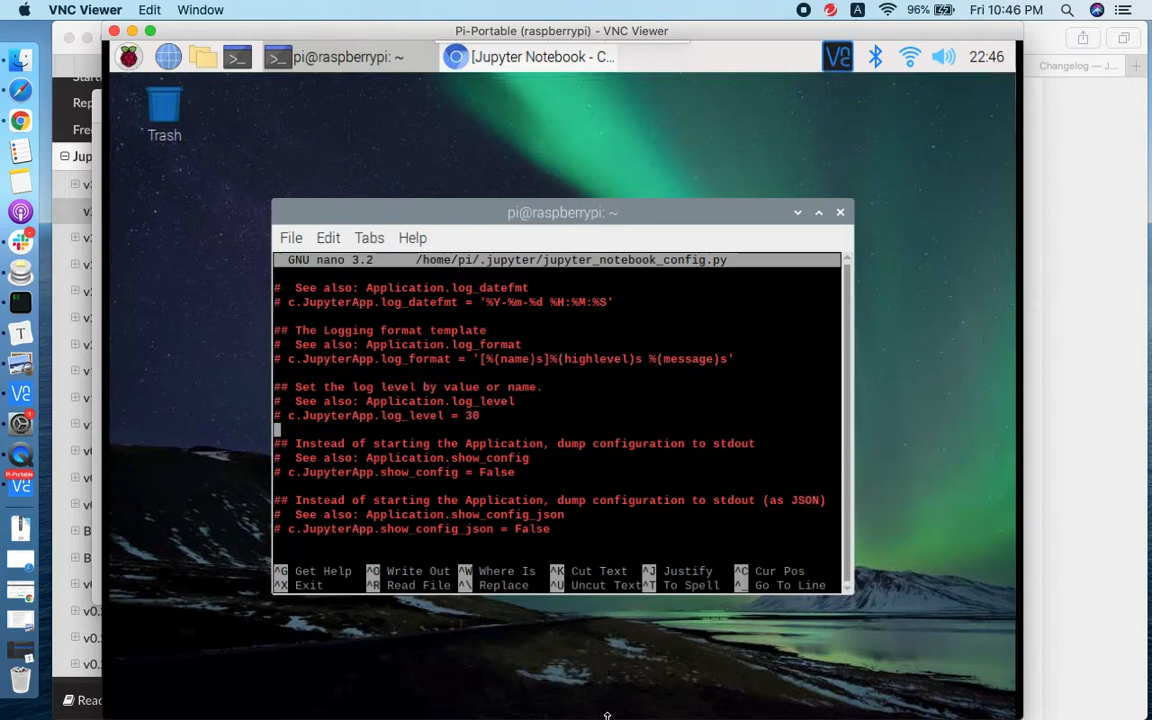 VNC Viewer Edit Window A 96% Fri 10:46 PM
Pi-Portable (raspberrypi) - VNC Viewer
pi@raspberrypi: ~ [Jupyter Notebook - C... 22:46
Changelog — J...
Trash
pi@raspberrypi: ~
File Edit Tabs Help
GNU nano 3.2 /home/pi/.jupyter/jupyter_notebook_config.py
#  See also: Application.log_datefmt
# c.JupyterApp.log_datefmt = '%Y-%m-%d %H:%M:%S'
## The Logging format template
#  See also: Application.log_format
# c.JupyterApp.log_format = '[%(name)s]%(highlevel)s %(message)s'
## Set the log level by value or name.
#  See also: Application.log_level
# c.JupyterApp.log_level = 30
## Instead of starting the Application, dump configuration to stdout
#  See also: Application.show_config
# c.JupyterApp.show_config = False
## Instead of starting the Application, dump configuration to stdout (as JSON)
#  See also: Application.show_config_json
# c.JupyterApp.show_config_json = False
^G Get Help ^O Write Out ^W Where Is ^K Cut Text ^J Justify ^C Cur Pos
^X Exit ^R Read File ^\ Replace ^U Uncut Text ^T To Spell ^_ Go To Line
Rep
Fre
Jup
Pi-Portable
Read